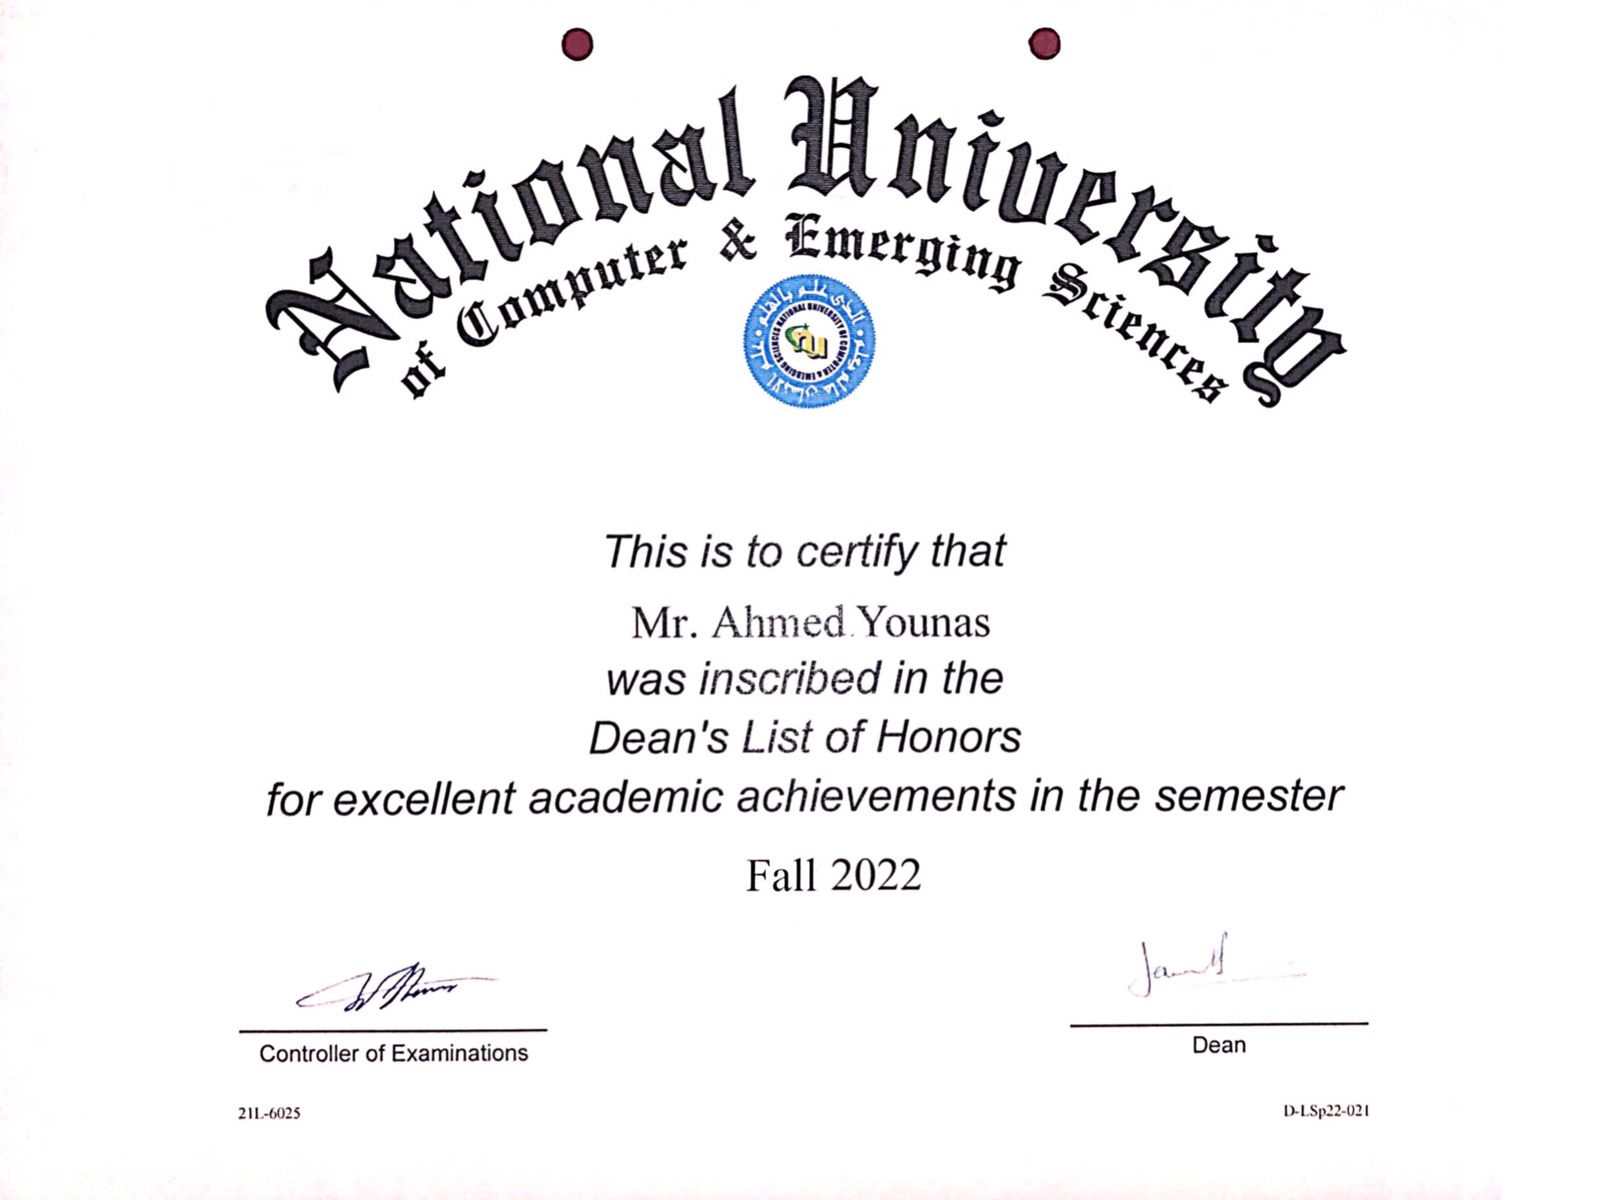 National University
of Computer & Emerging Sciences
NATIONAL UNIVERSITY OF COMPUTER & EMERGING SCIENCES
nu
This is to certify that
Mr. Ahmed Younas
was inscribed in the
Dean's List of Honors
for excellent academic achievements in the semester
Fall 2022
Controller of Examinations
Dean
21L-6025
D-LSp22-021